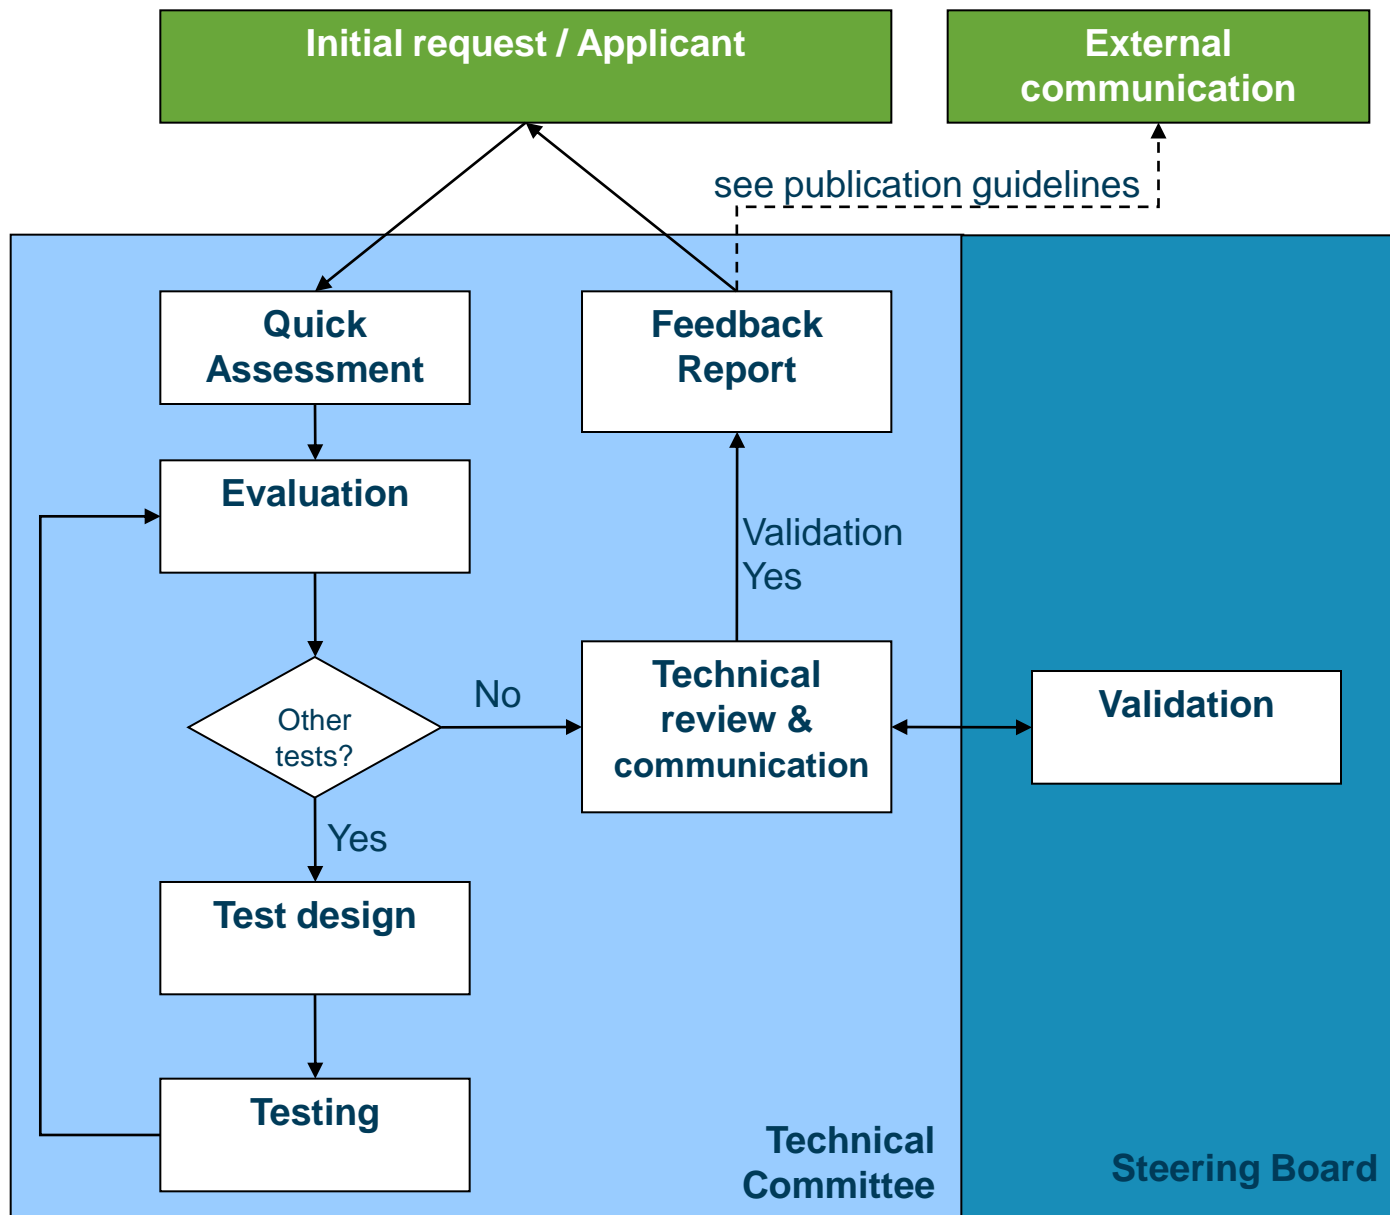 Initial request / Applicant
External
communication
see publication guidelines
Quick
Assessment
Feedback
Report
Evaluation
Validation
Yes
Other
tests?
No
Technical
review &
communication
Validation
Yes
Test design
Testing
Technical
Committee
Steering Board